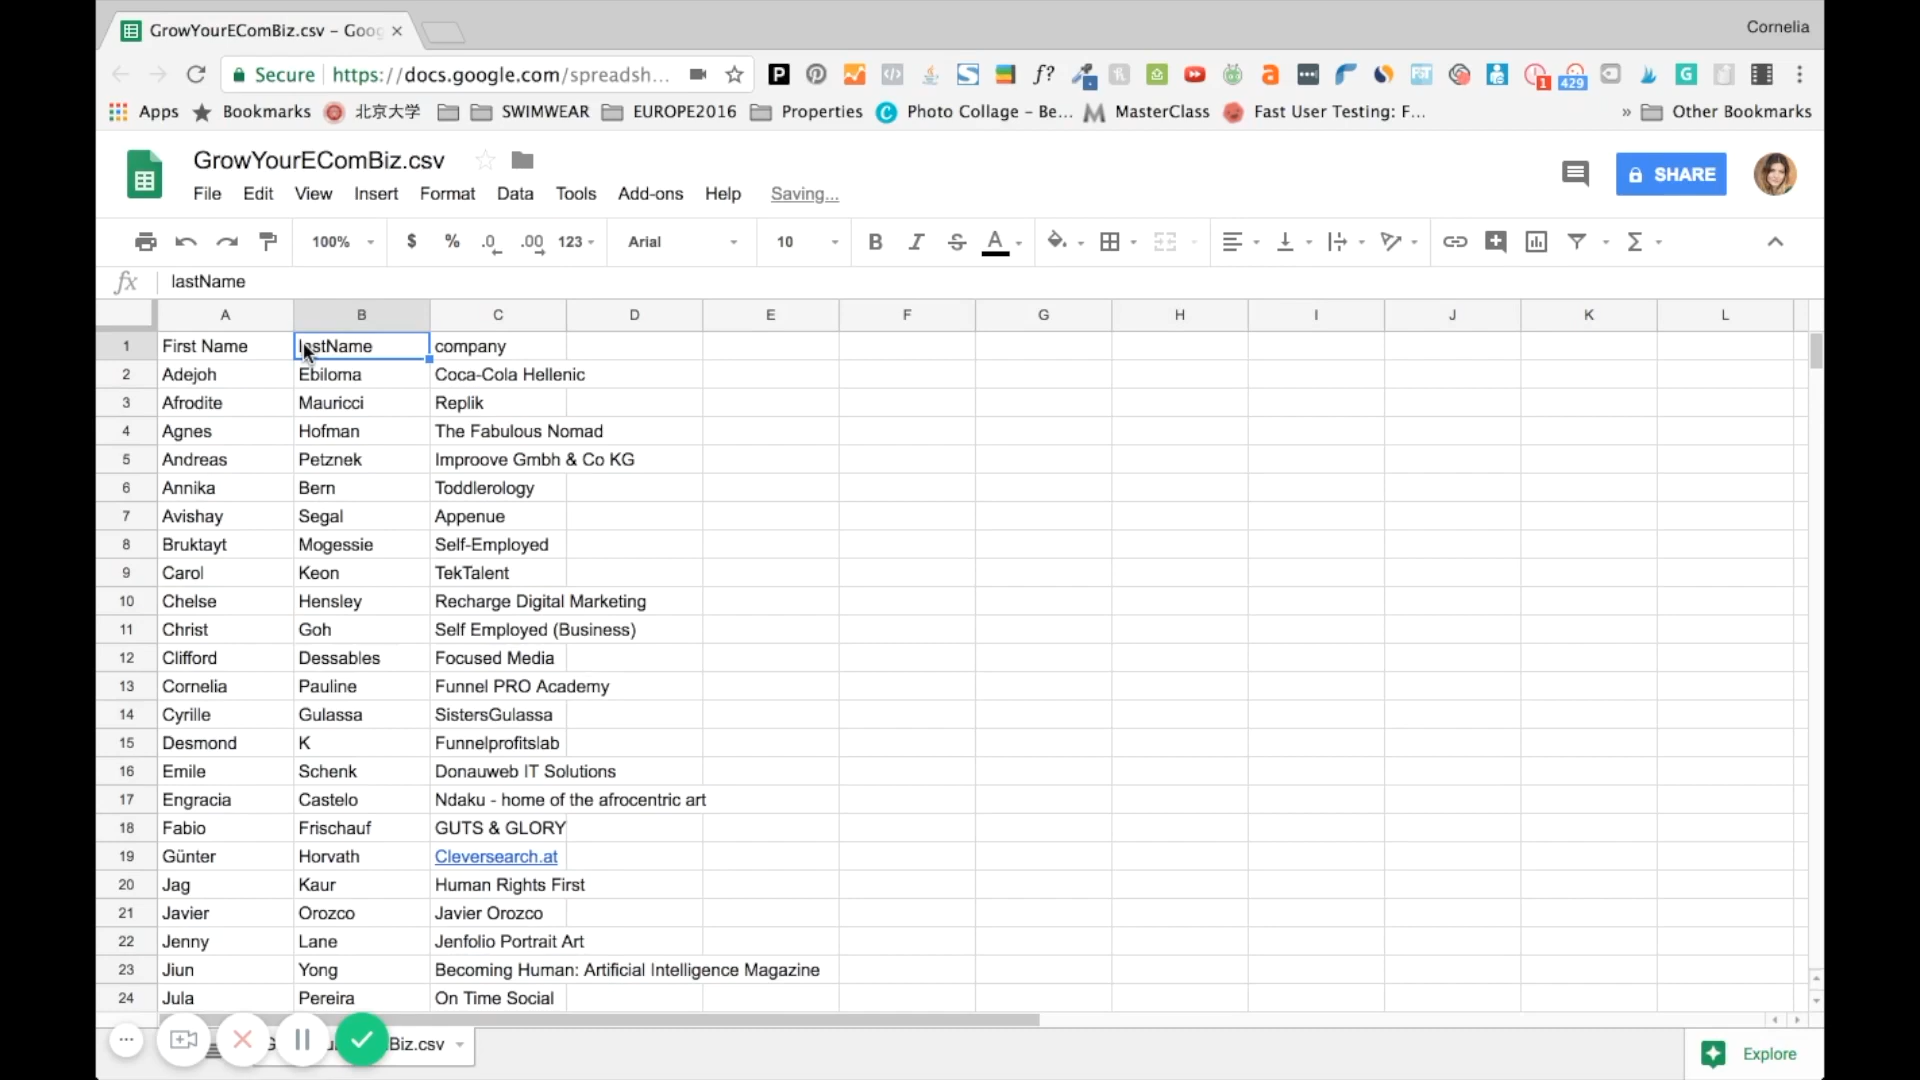 GrowYourEComBiz.csv – Goog
Cornelia
Secure https://docs.google.com/spreadsh...
P S f? a 1 429 G
Apps Bookmarks 北京大学 SWIMWEAR EUROPE2016 Properties C Photo Collage – Be... MasterClass Fast User Testing: F... » Other Bookmarks
GrowYourEComBiz.csv
File Edit View Insert Format Data Tools Add-ons Help Saving...
SHARE
100% $ % .0 .00 123 Arial 10 B I S A Σ
fx lastName
A B C D E F G H I J K L
1 First Name lastName company
2 Adejoh Ebiloma Coca-Cola Hellenic
3 Afrodite Mauricci Replik
4 Agnes Hofman The Fabulous Nomad
5 Andreas Petznek Improove Gmbh & Co KG
6 Annika Bern Toddlerology
7 Avishay Segal Appenue
8 Bruktayt Mogessie Self-Employed
9 Carol Keon TekTalent
10 Chelse Hensley Recharge Digital Marketing
11 Christ Goh Self Employed (Business)
12 Clifford Dessables Focused Media
13 Cornelia Pauline Funnel PRO Academy
14 Cyrille Gulassa SistersGulassa
15 Desmond K Funnelprofitslab
16 Emile Schenk Donauweb IT Solutions
17 Engracia Castelo Ndaku - home of the afrocentric art
18 Fabio Frischauf GUTS & GLORY
19 Günter Horvath Cleversearch.at
20 Jag Kaur Human Rights First
21 Javier Orozco Javier Orozco
22 Jenny Lane Jenfolio Portrait Art
23 Jiun Yong Becoming Human: Artificial Intelligence Magazine
24 Jula Pereira On Time Social
Biz.csv
Explore